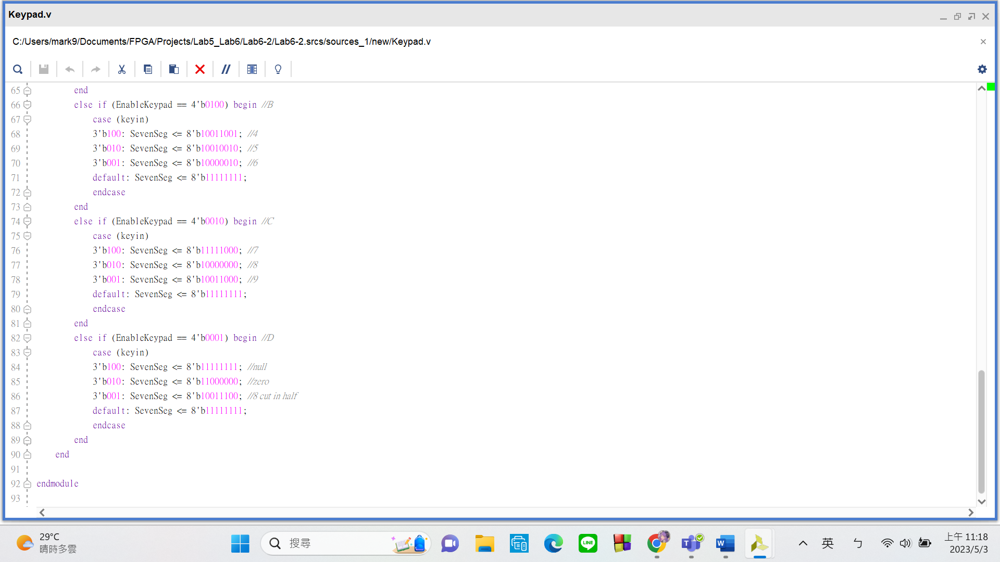 Keypad.v
C:/Users/mark9/Documents/FPGA/Projects/Lab5_Lab6/Lab6-2/Lab6-2.srcs/sources_1/new/Keypad.v
65 end
66 else if (EnableKeypad == 4'b0100) begin //B
67 case (keyin)
68 3'b100: SevenSeg <= 8'b10011001; //4
69 3'b010: SevenSeg <= 8'b10010010; //5
70 3'b001: SevenSeg <= 8'b10000010; //6
71 default: SevenSeg <= 8'b11111111;
72 endcase
73 end
74 else if (EnableKeypad == 4'b0010) begin //C
75 case (keyin)
76 3'b100: SevenSeg <= 8'b11111000; //7
77 3'b010: SevenSeg <= 8'b10000000; //8
78 3'b001: SevenSeg <= 8'b10011000; //9
79 default: SevenSeg <= 8'b11111111;
80 endcase
81 end
82 else if (EnableKeypad == 4'b0001) begin //D
83 case (keyin)
84 3'b100: SevenSeg <= 8'b11111111; //null
85 3'b010: SevenSeg <= 8'b11000000; //zero
86 3'b001: SevenSeg <= 8'b10011100; //8 cut in half
87 default: SevenSeg <= 8'b11111111;
88 endcase
89 end
90 end
91
92 endmodule
93
29°C
晴時多雲
搜尋
LINE
T
W
英
ㄅ
上午 11:18
2023/5/3